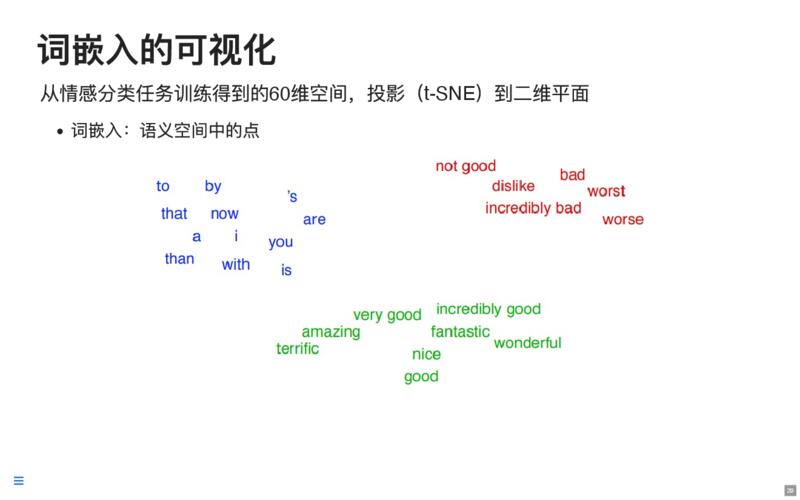 词嵌入的可视化
从情感分类任务训练得到的60维空间，投影（t-SNE）到二维平面
• 词嵌入：语义空间中的点
not good
bad
to by
dislike
worst
's
incredibly bad
that now
are
worse
a i
you
than
with
is
incredibly good
very good
amazing
fantastic
terrific
wonderful
nice
good
28